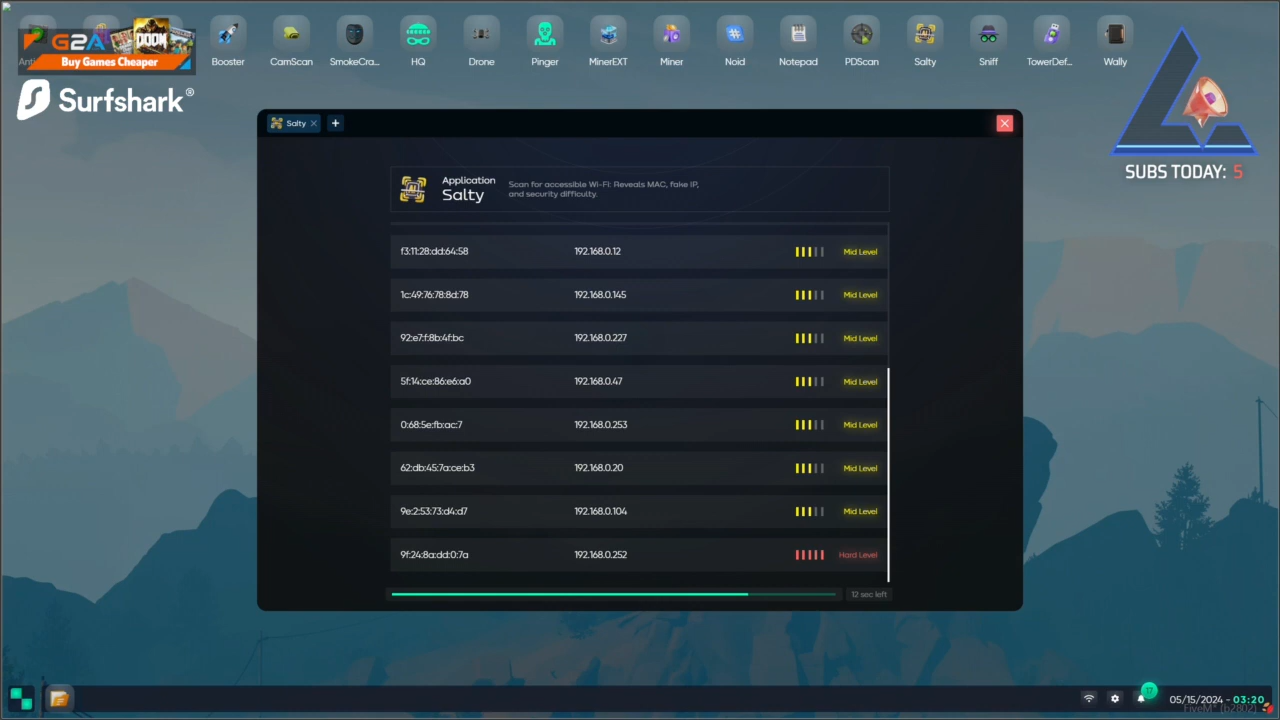 G2A
DOOM
Buy Games Cheaper
Booster
CamScan
SmokeCra...
HQ
Drone
Pinger
MinerEXT
Miner
Noid
Notepad
PDScan
Salty
Sniff
TowerDef...
Wally
Surfshark®
SUBS TODAY: 5
Salty
Application
Salty
Scan for accessible Wi-Fi: Reveals MAC, fake IP,
and security difficulty.
f3:11:28:dd:64:58 192.168.0.12 Mid Level
1c:49:76:78:8d:78 192.168.0.145 Mid Level
92:e7:f:8b:4f:bc 192.168.0.227 Mid Level
5f:14:ce:86:e6:a0 192.168.0.47 Mid Level
0:68:5e:fb:ac:7 192.168.0.253 Mid Level
62:db:45:7a:ce:b3 192.168.0.20 Mid Level
9e:2:53:73:d4:d7 192.168.0.104 Mid Level
9f:24:8a:dd:0:7a 192.168.0.252 Hard Level
12 sec left
17
05/15/2024 - 03:20
FiveM* (b2802)